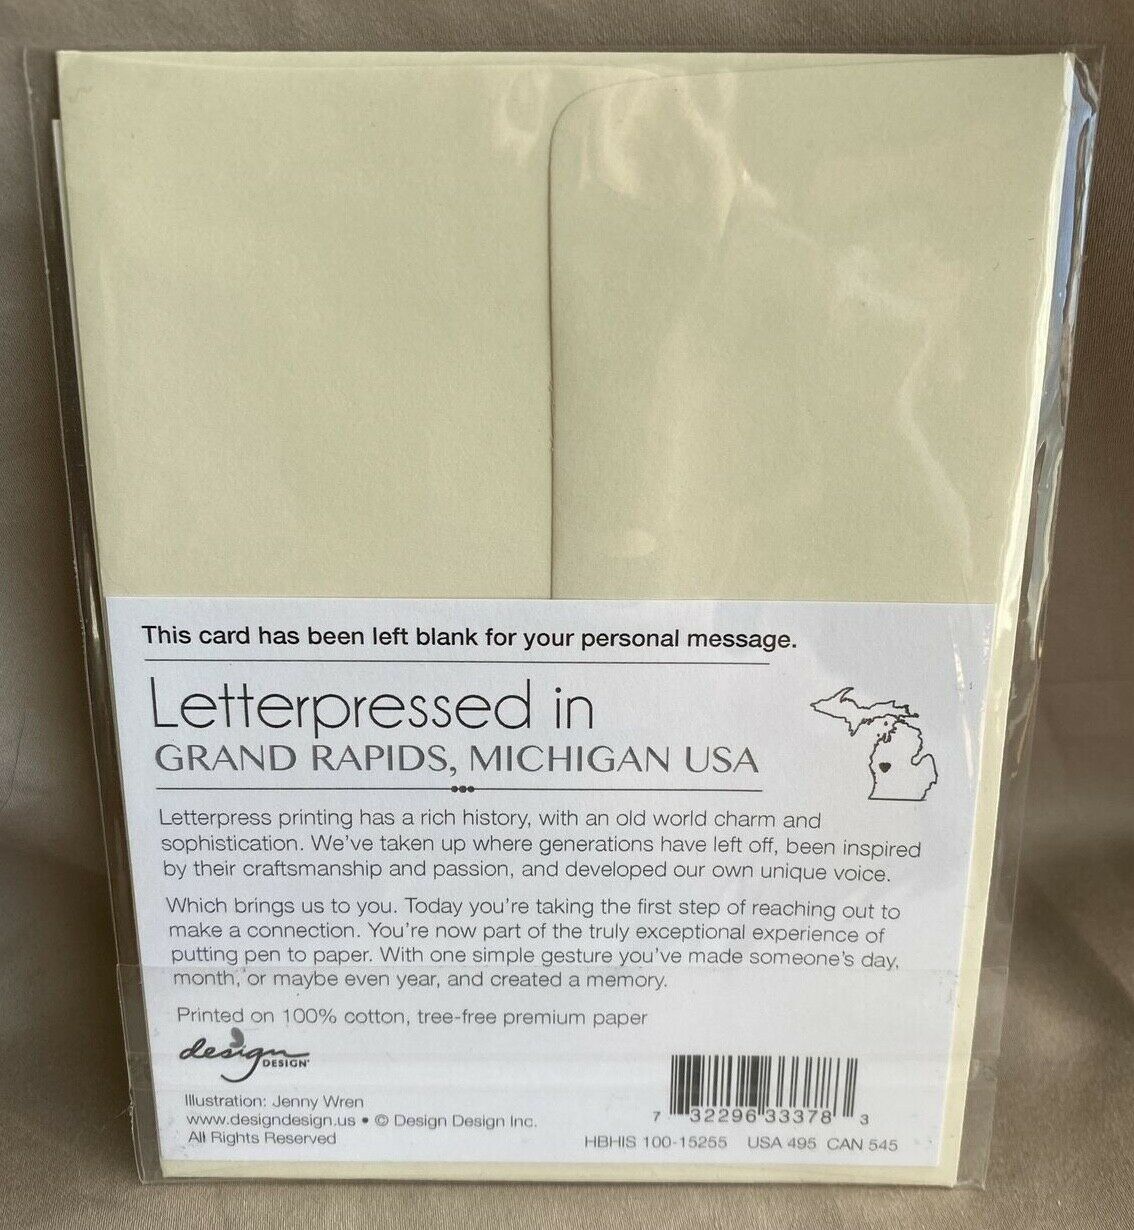 This card has been left blank for your personal message.
Letterpressed in
GRAND RAPIDS, MICHIGAN USA
Letterpress printing has a rich history, with an old world charm and
sophistication. We've taken up where generations have left off, been inspired
by their craftsmanship and passion, and developed our own unique voice.
Which brings us to you. Today you're taking the first step of reaching out to
make a connection. You're now part of the truly exceptional experience of
putting pen to paper. With one simple gesture you've made someone's day,
month, or maybe even year, and created a memory.
Printed on 100% cotton, tree-free premium paper
design
DESIGN
Illustration: Jenny Wren
www.designdesign.us • © Design Design Inc.
All Rights Reserved
7 32296 33378 3
HBHIS 100-15255 USA 495 CAN 545